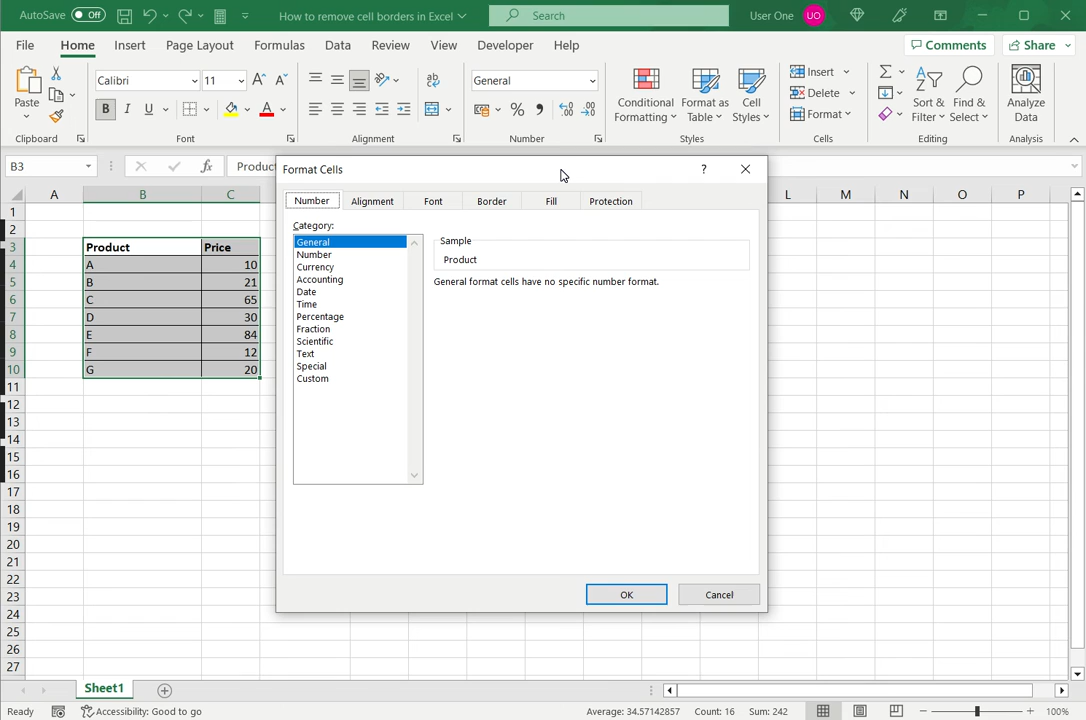 AutoSave Off How to remove cell borders in Excel Search User One UO
File Home Insert Page Layout Formulas Data Review View Developer Help Comments Share
Paste
Calibri 11
B I U A
General
% ,
Conditional Formatting
Format as Table
Cell Styles
Insert
Delete
Format
Sort & Filter
Find & Select
Analyze Data
Clipboard Font Alignment Number Styles Cells Editing Analysis
B3 fx Product
A B C L M N O P
Format Cells ?
Number Alignment Font Border Fill Protection
Category:
General
Number
Currency
Accounting
Date
Time
Percentage
Fraction
Scientific
Text
Special
Custom
Sample
Product
General format cells have no specific number format.
OK Cancel
1
2
3 Product Price
4 A 10
5 B 21
6 C 65
7 D 30
8 E 84
9 F 12
10 G 20
11
12
13
14
15
16
17
18
19
20
21
22
23
24
25
26
27
Sheet1
Ready Accessibility: Good to go Average: 34.57142857 Count: 16 Sum: 242 100%